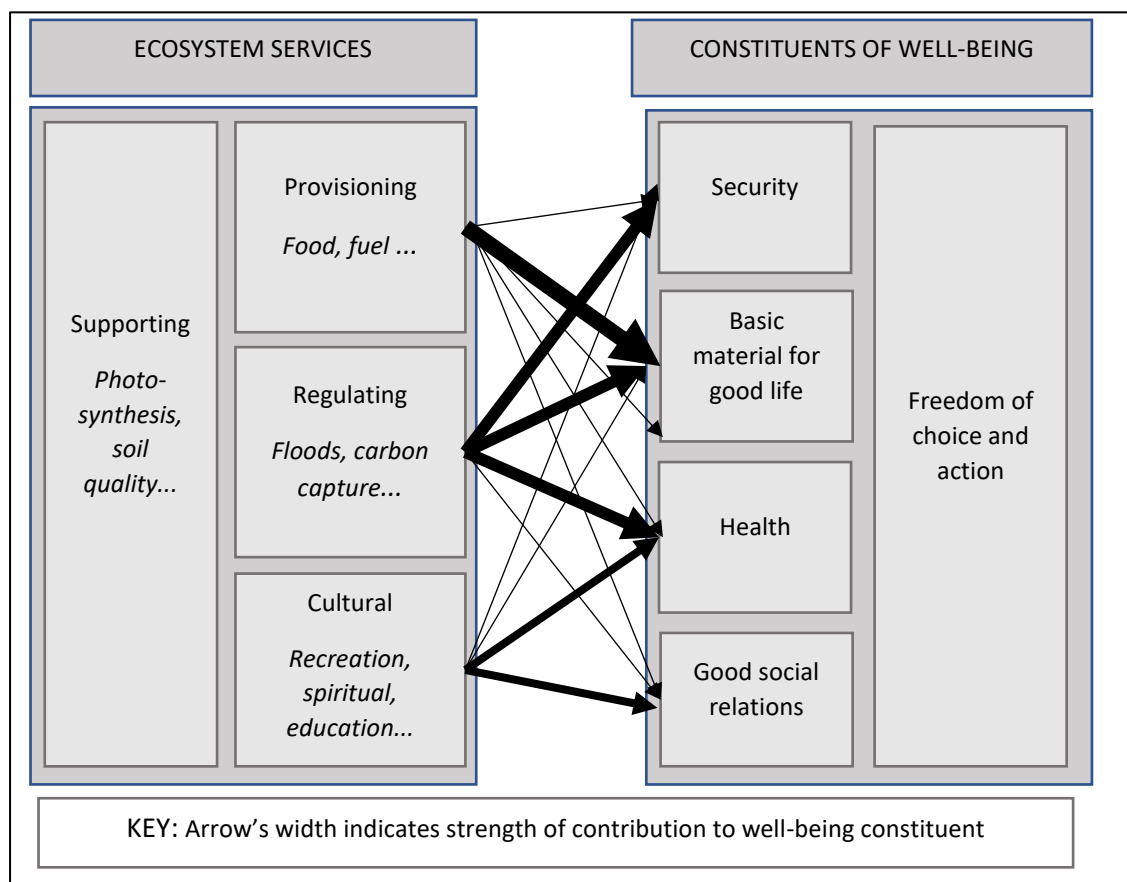 ECOSYSTEM SERVICES
CONSTITUENTS OF WELL-BEING
Supporting
Photo-
synthesis,
soil
quality...
Provisioning
Food, fuel ...
Regulating
Floods, carbon
capture...
Cultural
Recreation,
spiritual,
education...
Security
Basic
material for
good life
Health
Good social
relations
Freedom of
choice and
action
KEY: Arrow's width indicates strength of contribution to well-being constituent